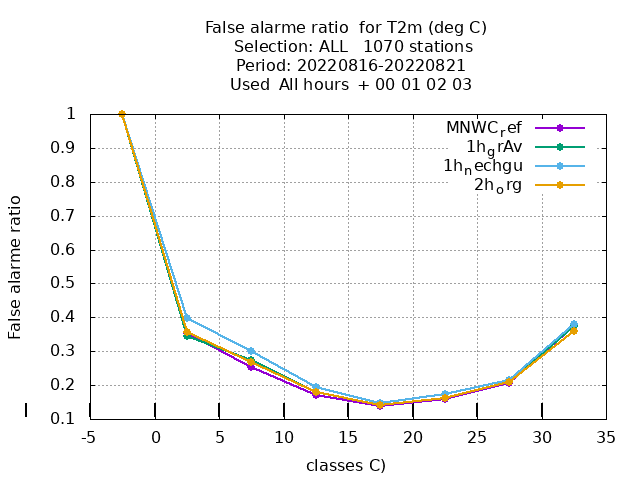 False alarme ratio  for T2m (deg C)
Selection: ALL   1070 stations
Period: 20220816-20220821
Used  All hours  + 00 01 02 03
MNWC_ref
1h_grAv
1h_nechgu
2h_org
False alarme ratio
1
0.9
0.8
0.7
0.6
0.5
0.4
0.3
0.2
0.1
-5 0 5 10 15 20 25 30 35
classes C)